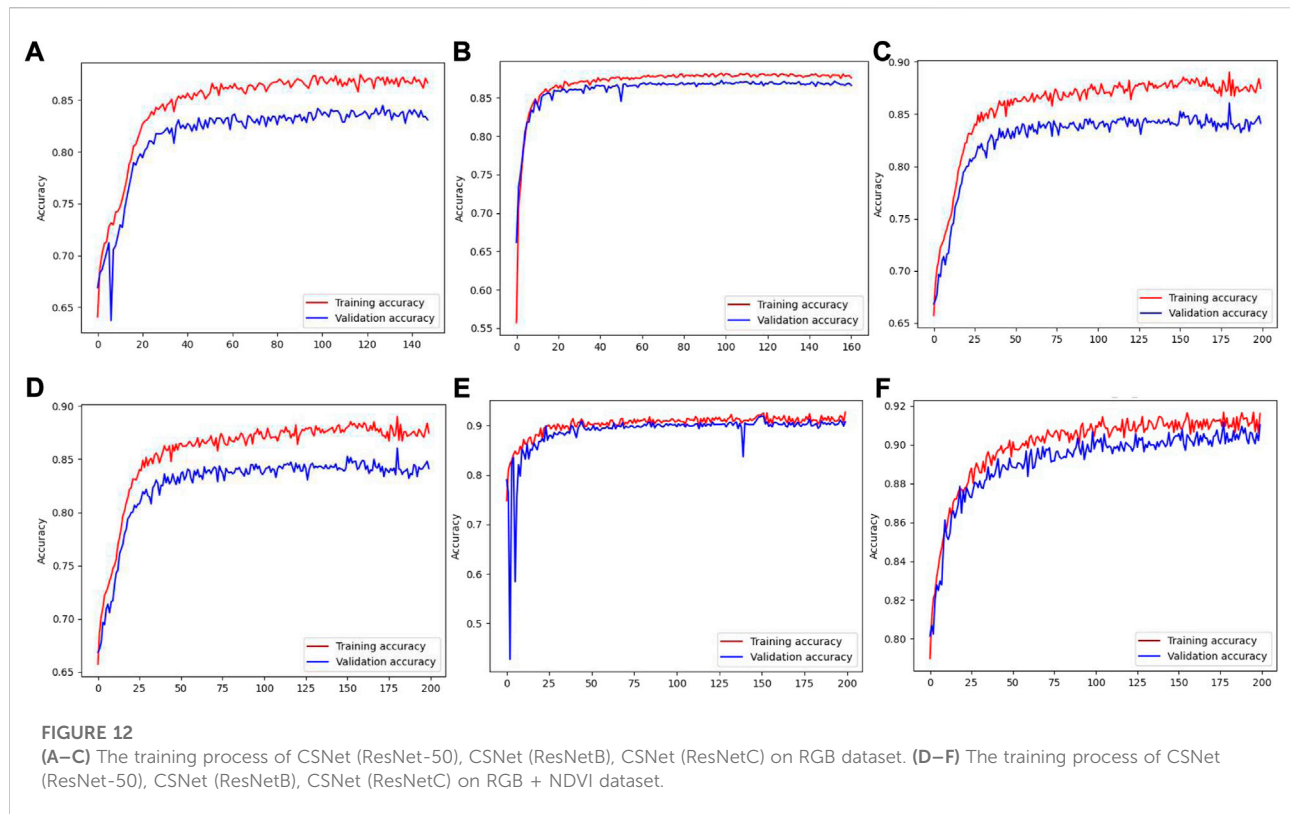 A
B
C
0.85
0.80
0.75
0.70
0.65
Accuracy
Training accuracy
Validation accuracy
0 20 40 60 80 100 120 140
0.85
0.80
0.75
0.70
0.65
0.60
0.55
Accuracy
Training accuracy
Validation accuracy
0 20 40 60 80 100 120 140 160
0.90
0.85
0.80
0.75
0.70
0.65
Accuracy
Training accuracy
Validation accuracy
0 25 50 75 100 125 150 175 200
D
E
F
0.90
0.85
0.80
0.75
0.70
0.65
Accuracy
Training accuracy
Validation accuracy
0 25 50 75 100 125 150 175 200
0.9
0.8
0.7
0.6
0.5
Accuracy
Training accuracy
Validation accuracy
0 25 50 75 100 125 150 175 200
0.92
0.90
0.88
0.86
0.84
0.82
0.80
Accuracy
Training accuracy
Validation accuracy
0 25 50 75 100 125 150 175 200
FIGURE 12
(A–C) The training process of CSNet (ResNet-50), CSNet (ResNetB), CSNet (ResNetC) on RGB dataset. (D–F) The training process of CSNet
(ResNet-50), CSNet (ResNetB), CSNet (ResNetC) on RGB + NDVI dataset.